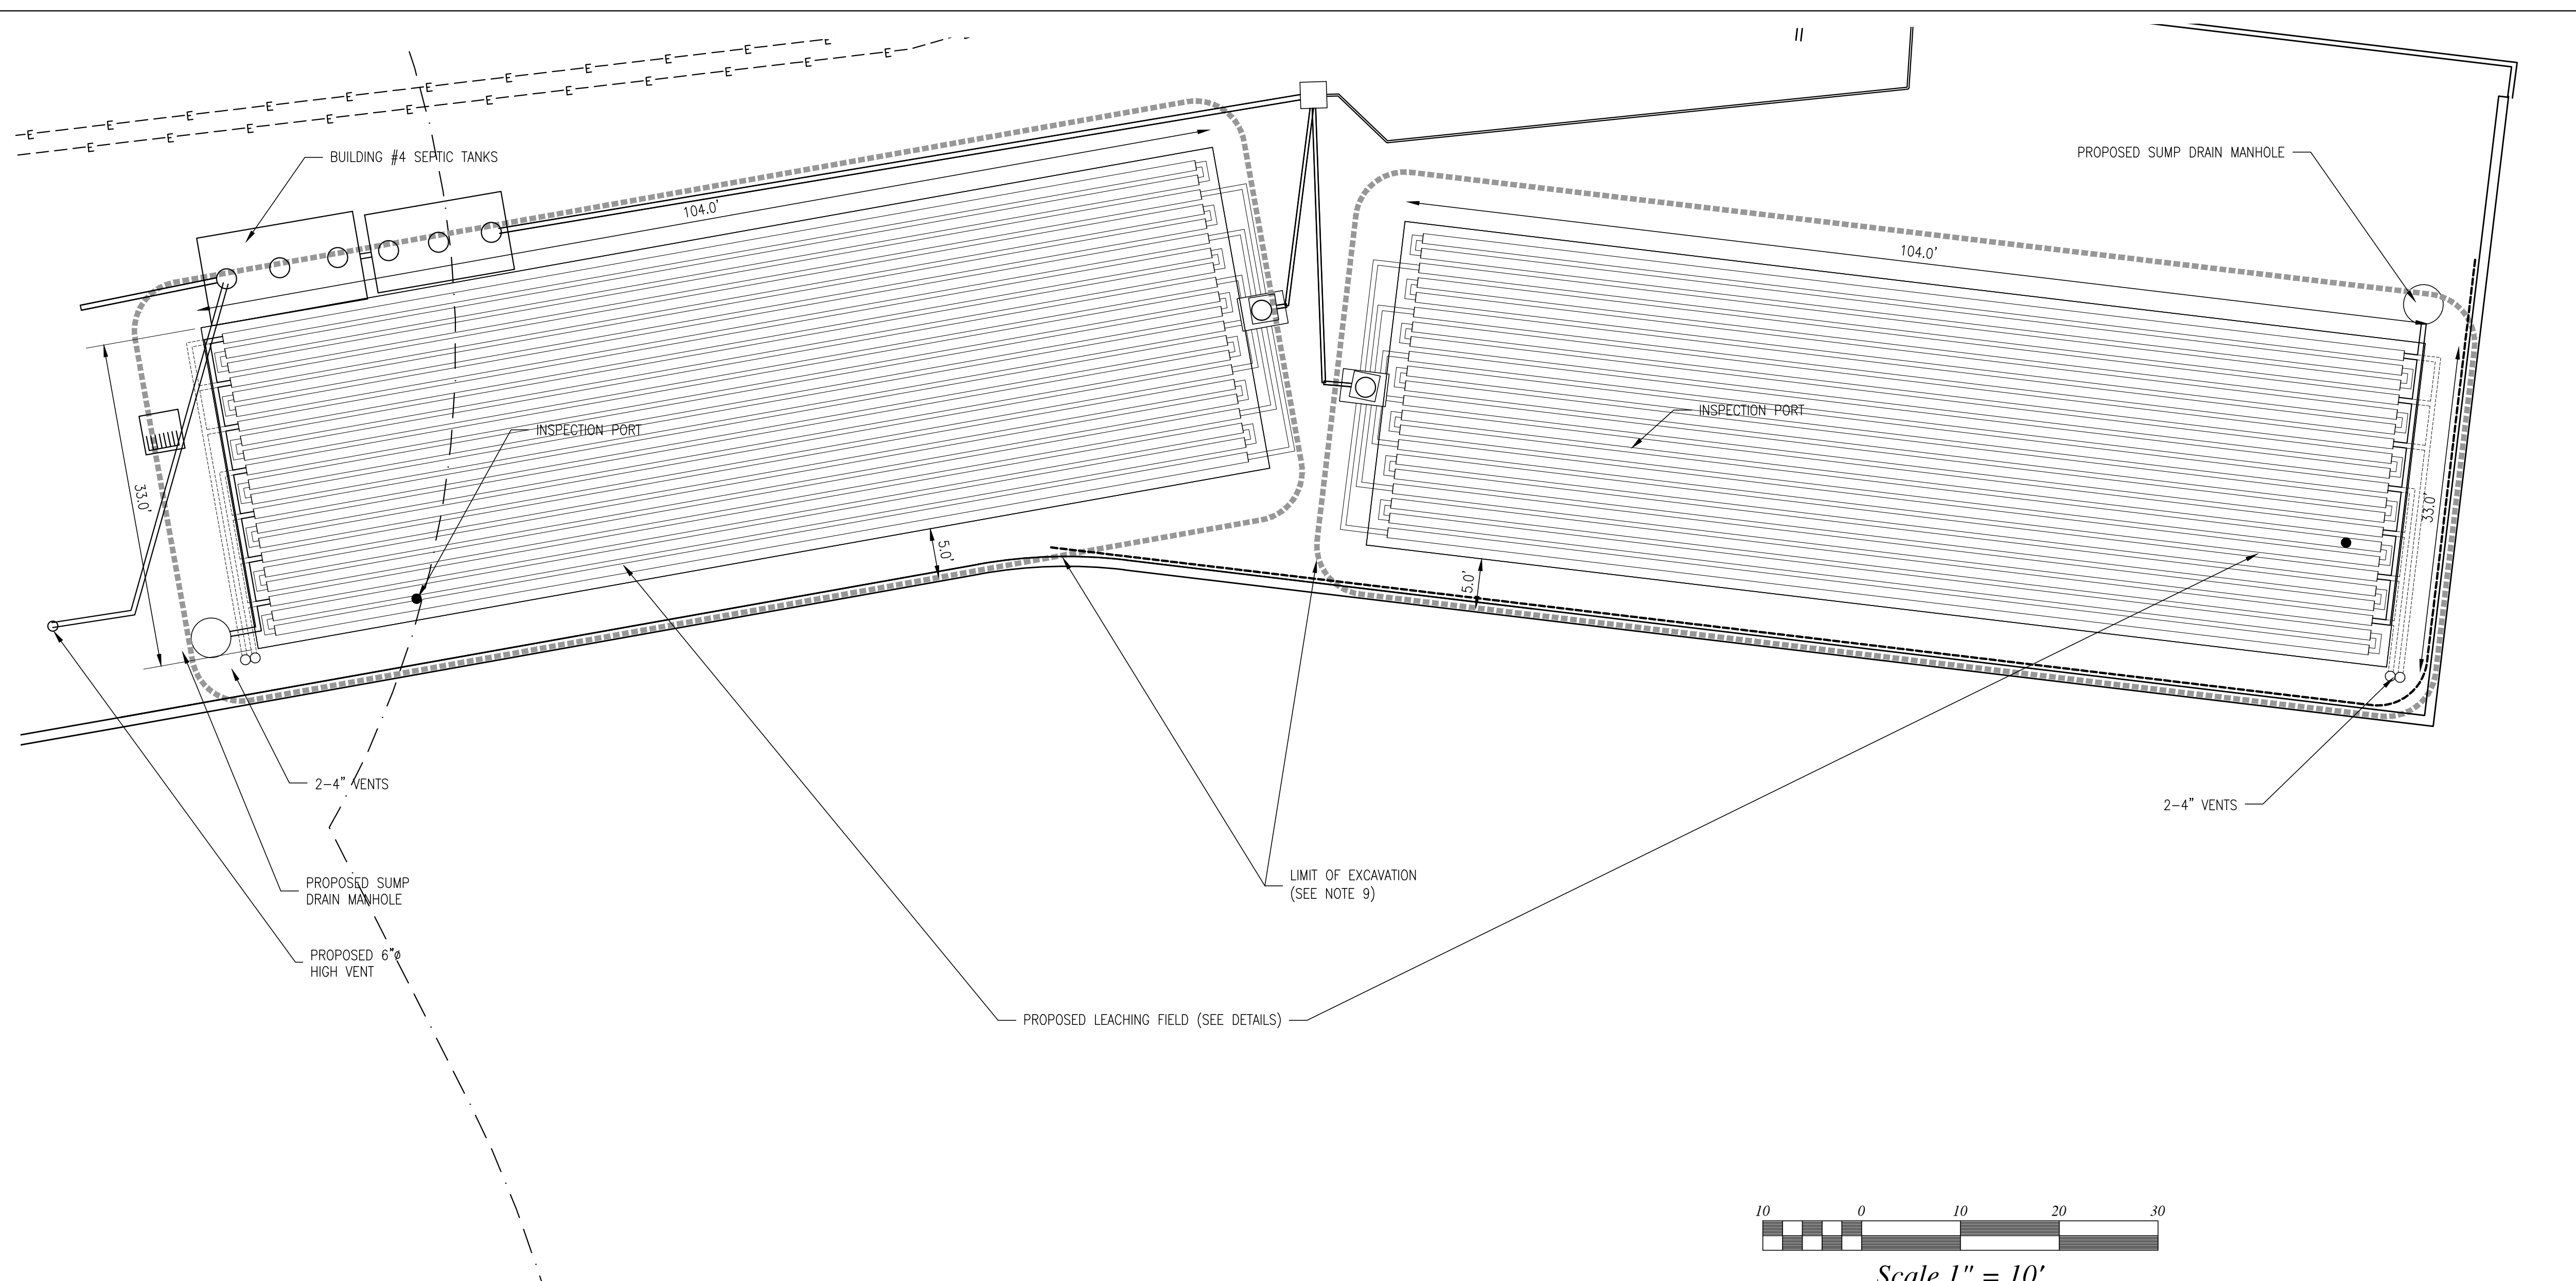 E E E E E E E E E E E
E E E E E E E E E E E
BUILDING #4 SEPTIC TANKS
PROPOSED SUMP DRAIN MANHOLE
104.0'
104.0'
INSPECTION PORT
INSPECTION PORT
33.0'
33.0'
5.0'
5.0'
2-4" VENTS
2-4" VENTS
PROPOSED SUMP
DRAIN MANHOLE
LIMIT OF EXCAVATION
(SEE NOTE 9)
PROPOSED 6"ø
HIGH VENT
PROPOSED LEACHING FIELD (SEE DETAILS)
10 0 10 20 30
Scale 1" = 10'